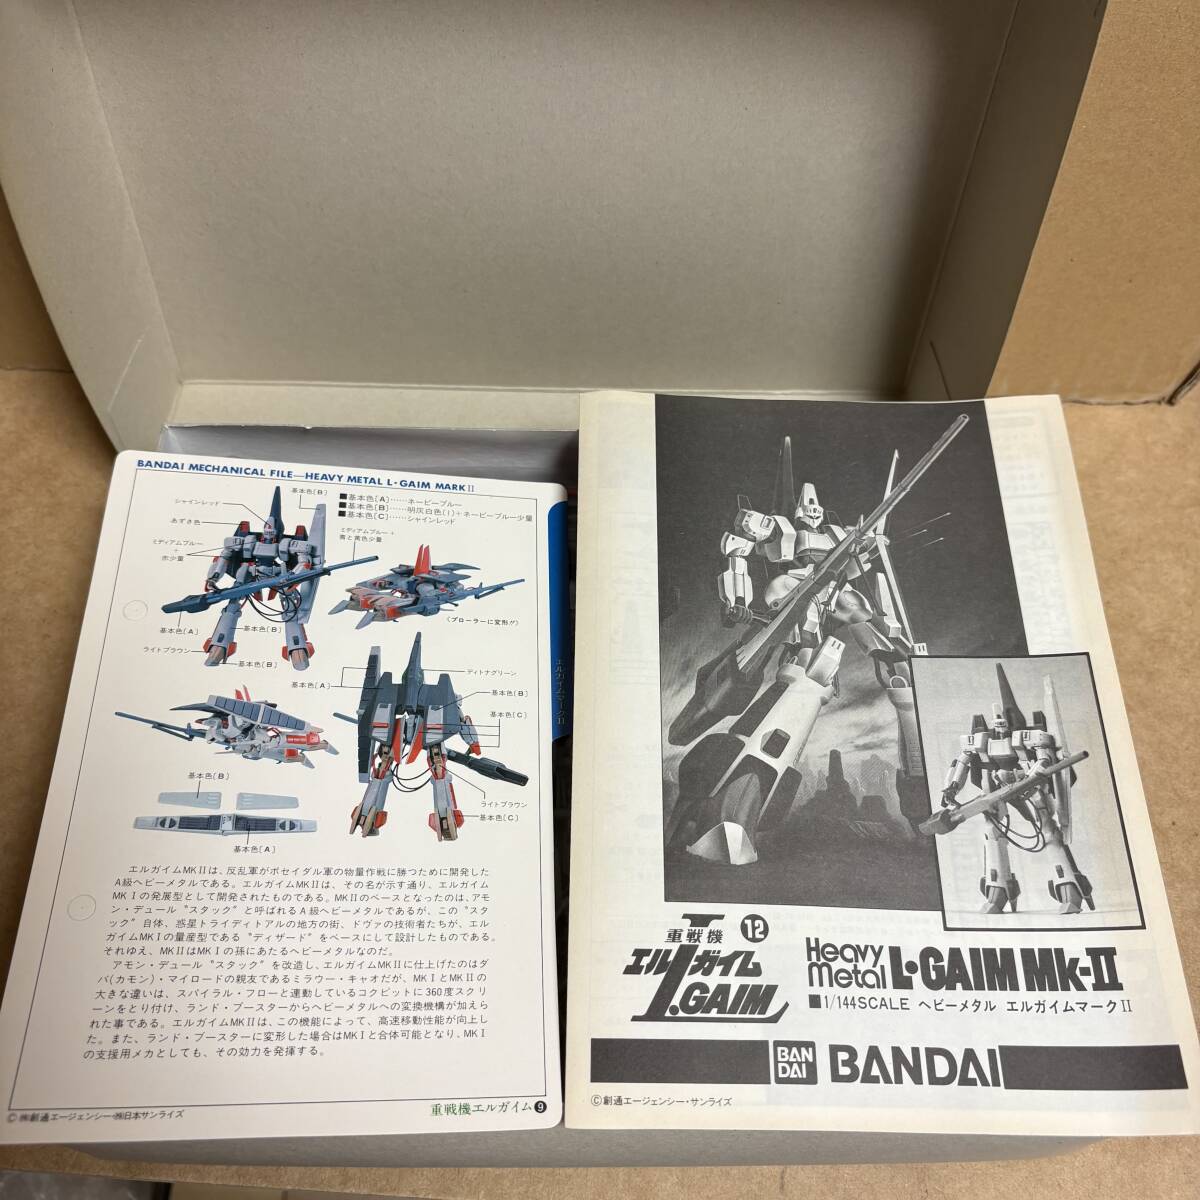 BANDAI MECHANICAL FILE—HEAVY METAL L・GAIM MARK II
■基本色〔A〕……ネービーブルー
■基本色〔B〕……明灰白色(1)+ネービーブルー少量
■基本色〔C〕……シャインレッド
基本色〔B〕
シャインレッド
あずき色
ミディアムブルー
+
赤少量
ミディアムブルー+
青と黄色少量
基本色〔A〕
基本色〔B〕
ライトブラウン
基本色〔B〕
(プローラーに変形が)
基本色〔A〕
ディトナグリーン
基本色〔B〕
基本色〔C〕
基本色〔B〕
ライトブラウン
基本色〔C〕
基本色〔A〕
エルガイムマークII
エルガイムMKIIは、反乱軍がポセイダル軍の物量作戦に勝つために開発した
A級ヘビーメタルである。エルガイムMKIIは、その名が示す通り、エルガイム
MKIの発展型として開発されたものである。MKIIのベースとなったのは、アモ
ン・デュール〝スタック〟と呼ばれるA級ヘビーメタルであるが、この〝スタ
ック〟自体、惑星トライディトアルの地方の街、ドヴァの技術者たちが、エル
ガイムMKIの量産型である〝ディザード〟をベースにして設計したものである。
それゆえ、MKIIはMKIの孫にあたるヘビーメタルなのだ。
アモン・デュール〝スタック〟を改造し、エルガイムMKIIに仕上げたのはダ
バ(カモン)・マイロードの親友であるミラウー・キャオだが、MKIとMKIIの
大きな違いは、スパイラル・フローと連動しているコクピットに360度スクリ
ーンをとり付け、ランド・ブースターからヘビーメタルへの変換機構が加えら
れた事である。エルガイムMKIIは、この機能によって、高速移動性能が向上し
た。また、ランド・ブースターに変形した場合はMKIと合体可能となり、MKI
の支援用メカとしても、その効力を発揮する。
©㈱創通エージェンシー・㈱日本サンライズ
重戦機エルガイム❾
重戦機
エルガイム
L.GAIM
12
Heavy Metal L・GAIM Mk-II
■1/144SCALE ヘビーメタル エルガイムマークII
BAN
DAI
BANDAI
©創通エージェンシー・サンライズ